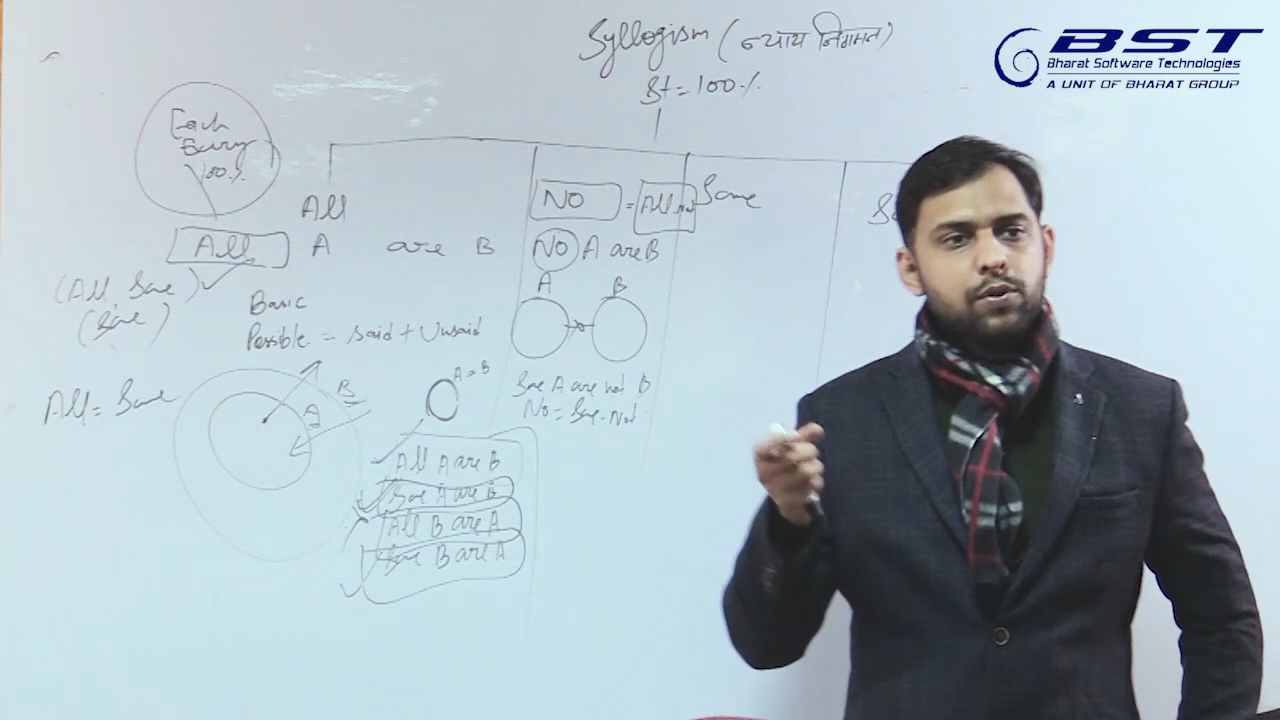 Syllogism (न्याय निगमन)
St = 100%
BST
Bharat Software Technologies
A UNIT OF BHARAT GROUP
Each
Every
100%
All
NO = All not
Some
All A are B
NO A are B
(All, Some)
(Some)
A B
Basic
Possible = Said + Unsaid
All = Some
B
A
A = B
Some A are not B
No = Some-Not
All A are B
Some A are B
All B are A
Some B are A